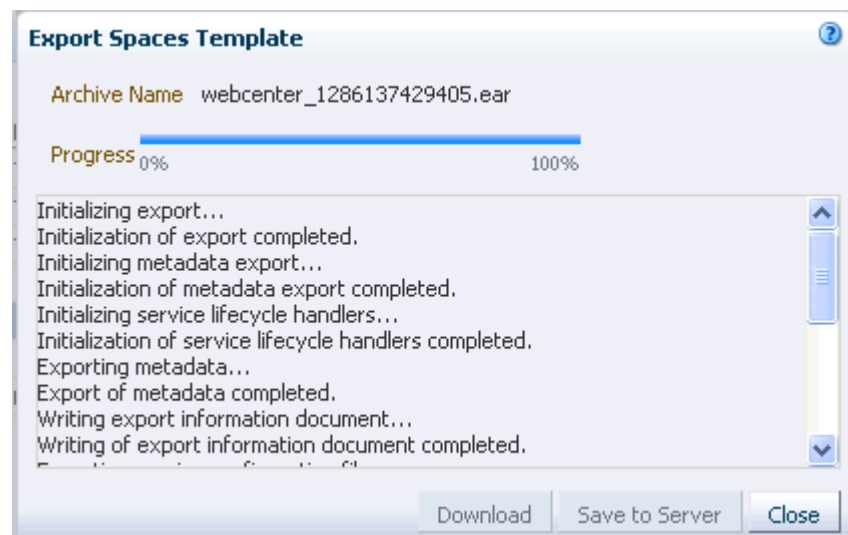 Export Spaces Template
Archive Name webcenter_1286137429405.ear
Progress 0% 100%
Initializing export...
Initialization of export completed.
Initializing metadata export...
Initialization of metadata export completed.
Initializing service lifecycle handlers...
Initialization of service lifecycle handlers completed.
Exporting metadata...
Export of metadata completed.
Writing export information document...
Writing of export information document completed.
Download Save to Server Close